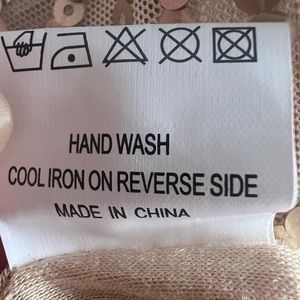 HAND WASH
COOL IRON ON REVERSE SIDE
MADE IN CHINA